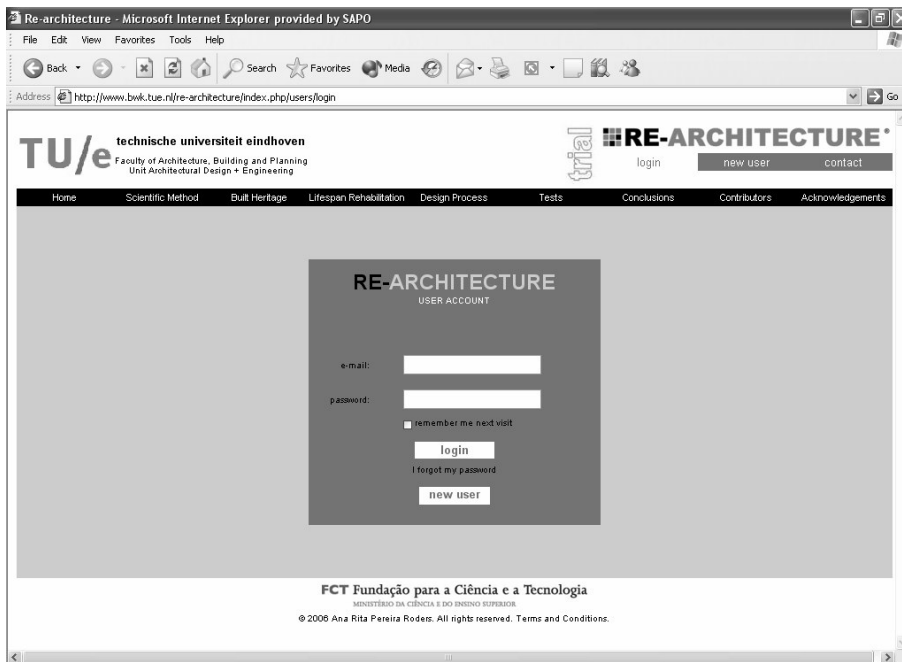 Re-architecture - Microsoft Internet Explorer provided by SAPO
File Edit View Favorites Tools Help
Back Search Favorites Media
Address http://www.bwk.tue.nl/re-architecture/index.php/users/login Go
TU/e technische universiteit eindhoven
Faculty of Architecture, Building and Planning
Unit Architectural Design + Engineering
trial
RE-ARCHITECTURE
login new user contact
Home Scientific Method Built Heritage Lifespan Rehabilitation Design Process Tests Conclusions Contributors Acknowledgements
RE-ARCHITECTURE
USER ACCOUNT
e-mail:
password:
remember me next visit
login
I forgot my password
new user
FCT Fundação para a Ciência e a Tecnologia
MINISTÉRIO DA CIÊNCIA E DO ENSINO SUPERIOR
© 2006 Ana Rita Pereira Roders. All rights reserved. Terms and Conditions.